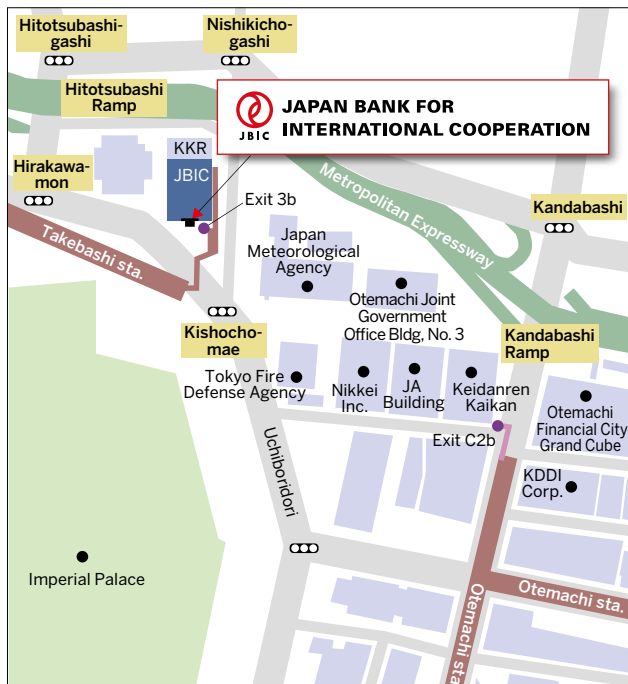 Hitotsubashi-
gashi
Nishikicho-
gashi
Hitotsubashi
Ramp
JBIC
JAPAN BANK FOR
INTERNATIONAL COOPERATION
KKR
JBIC
Hirakawa-
mon
Exit 3b
Takebashi sta.
Metropolitan Expressway
Kandabashi
Japan
Meteorological
Agency
Otemachi Joint
Government
Office Bldg, No. 3
Kishocho-
mae
Kandabashi
Ramp
Tokyo Fire
Defense Agency
Nikkei
Inc.
JA
Building
Keidanren
Kaikan
Otemachi
Financial City
Grand Cube
Exit C2b
Uchiboridori
KDDI
Corp.
Imperial Palace
Otemachi sta.
Otemachi sta.